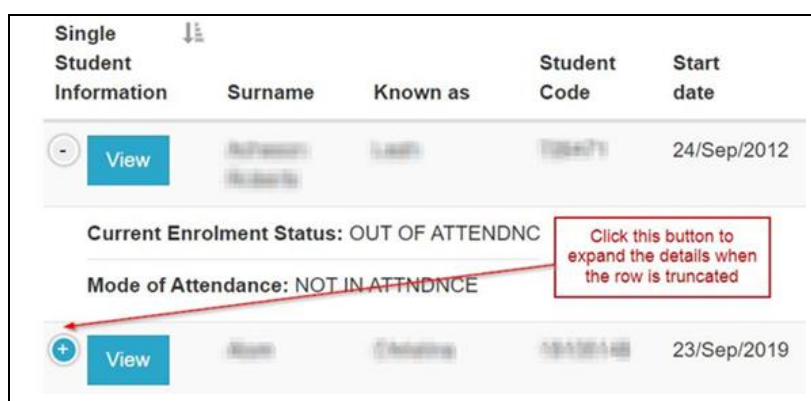 Single
Student
Information
Surname
Known as
Student
Code
Start
date
- View 24/Sep/2012
Current Enrolment Status: OUT OF ATTENDNC
Mode of Attendance: NOT IN ATTNDNCE
Click this button to
expand the details when
the row is truncated
+ View 23/Sep/2019